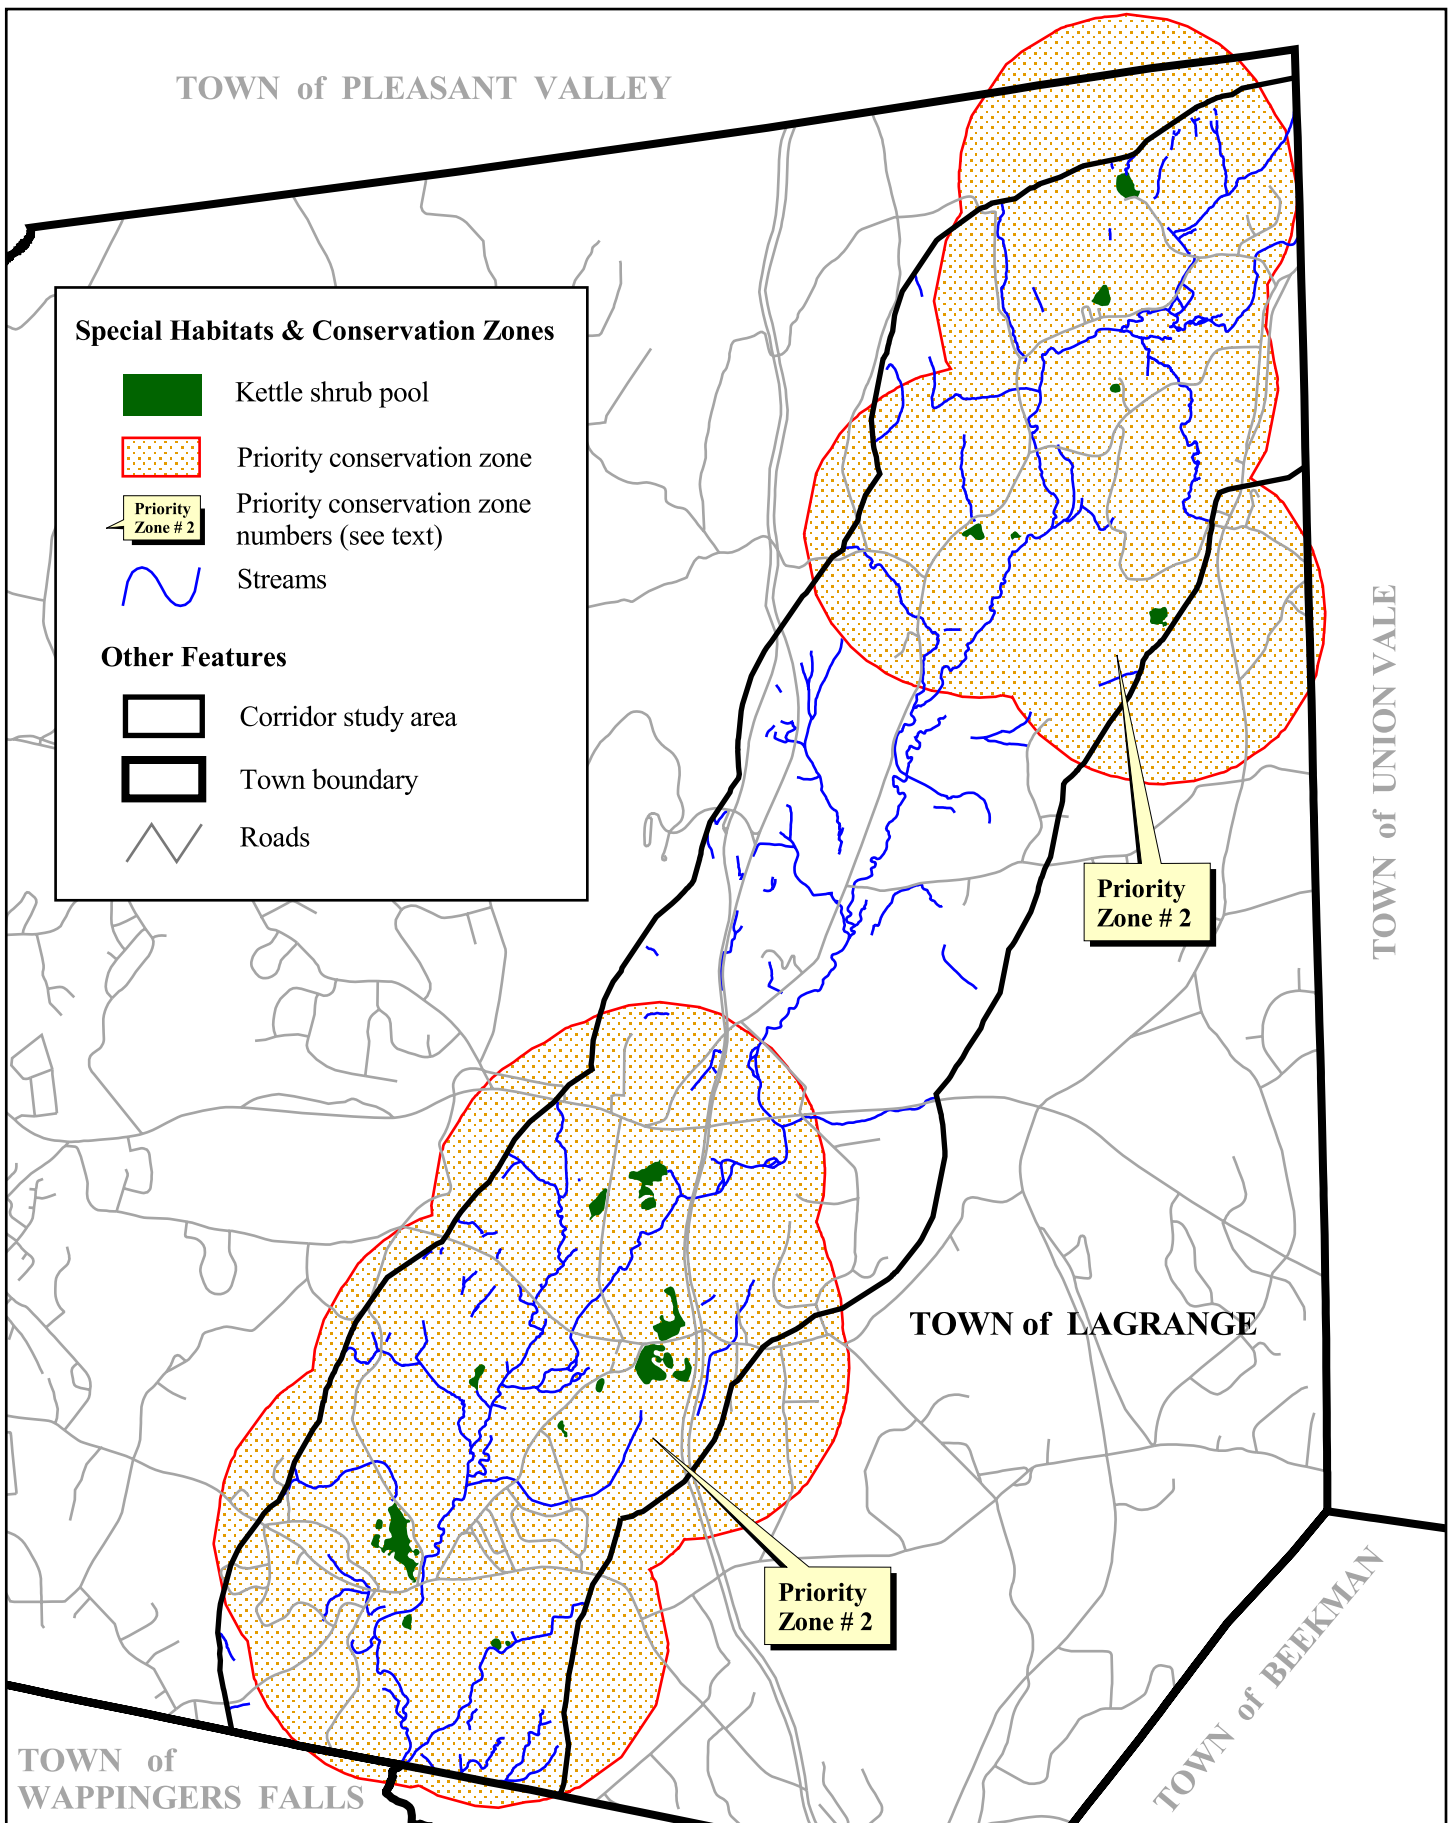 TOWN of PLEASANT VALLEY
Special Habitats & Conservation Zones
Kettle shrub pool
Priority conservation zone
Priority
Zone # 2
Priority conservation zone
numbers (see text)
Streams
Other Features
Corridor study area
Town boundary
Roads
TOWN of UNION VALE
Priority
Zone # 2
TOWN of LAGRANGE
Priority
Zone # 2
TOWN of BEEKMAN
TOWN of
WAPPINGERS FALLS